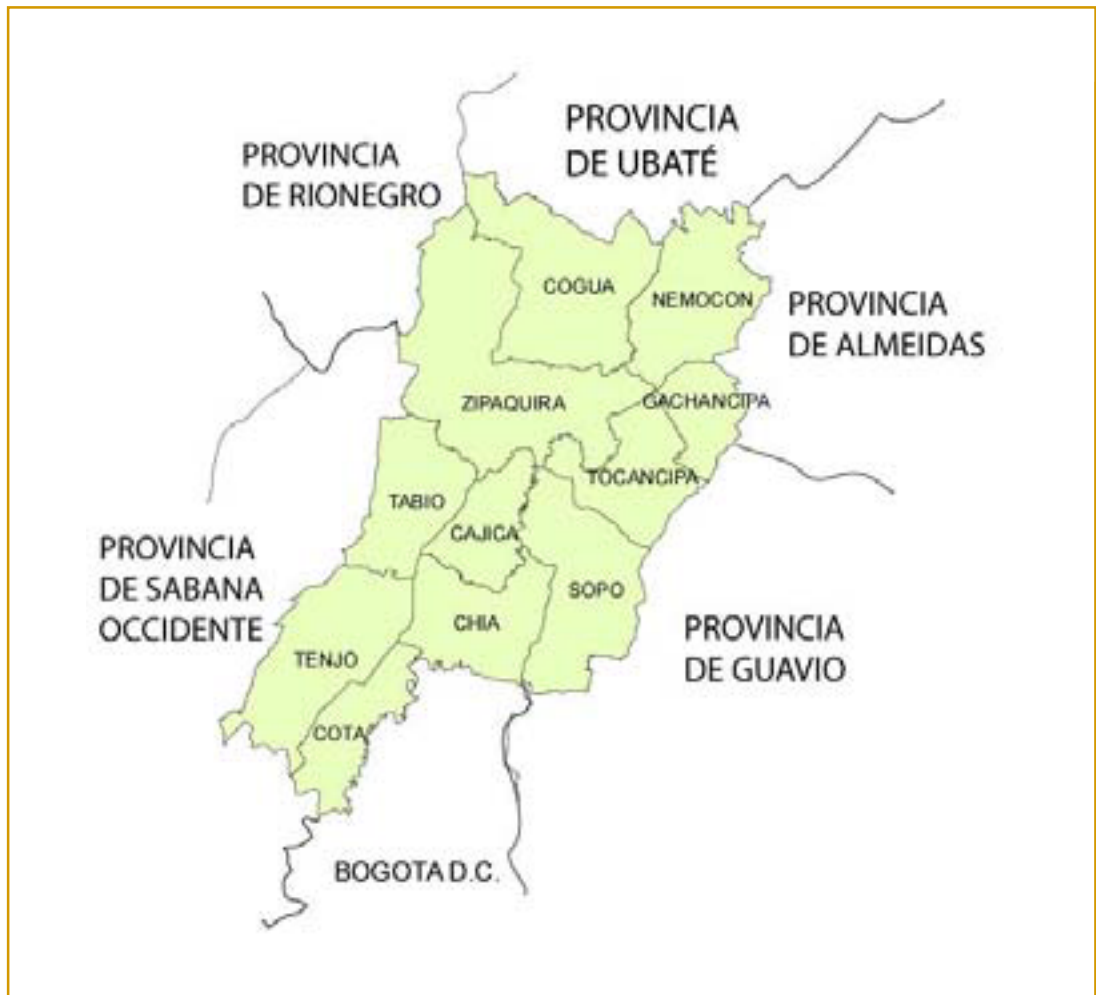 PROVINCIA
DE UBATÉ
PROVINCIA
DE RIONEGRO
COGUA
NEMOCON
PROVINCIA
DE ALMEIDAS
ZIPAQUIRA
GACHANCIPA
TOCANCIPA
TABIO
CAJICA
PROVINCIA
DE SABANA
OCCIDENTE
SOPO
CHIA
PROVINCIA
DE GUAVIO
TENJO
COTA
BOGOTA D.C.